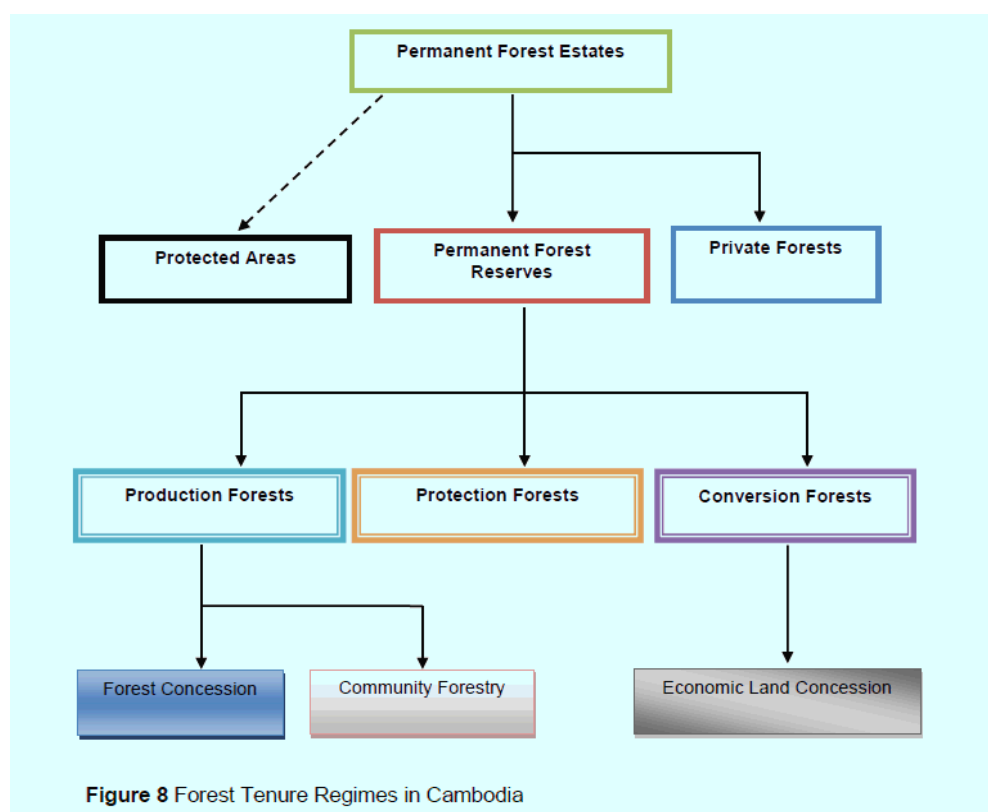 Permanent Forest Estates
Protected Areas
Permanent Forest
Reserves
Private Forests
Production Forests
Protection Forests
Conversion Forests
Forest Concession
Community Forestry
Economic Land Concession
Figure 8 Forest Tenure Regimes in Cambodia